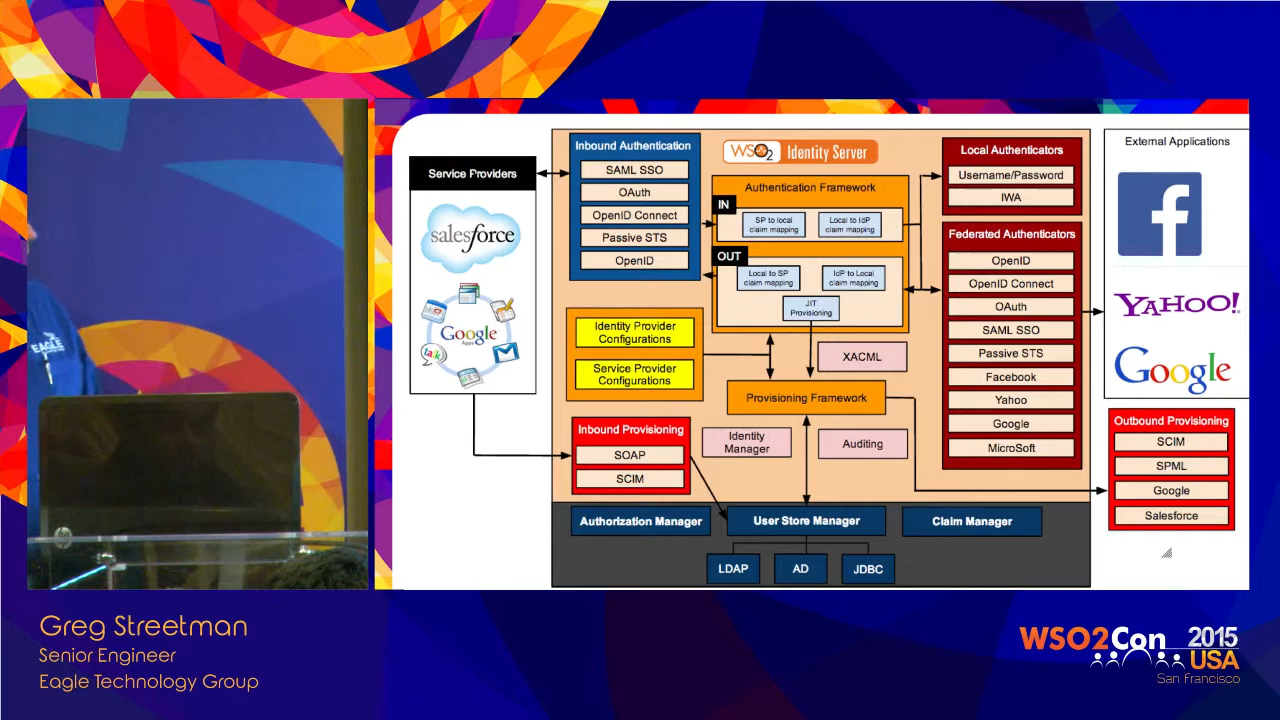 EAGLE
hp
Service Providers
salesforce
Google
Apps
talk
Inbound Authentication
SAML SSO
OAuth
OpenID Connect
Passive STS
OpenID
WSO2 Identity Server
Authentication Framework
IN
SP to local
claim mapping
Local to IdP
claim mapping
OUT
Local to SP
claim mapping
IdP to Local
claim mapping
JIT
Provisioning
Identity Provider
Configurations
Service Provider
Configurations
XACML
Provisioning Framework
Inbound Provisioning
SOAP
SCIM
Identity
Manager
Auditing
Local Authenticators
Username/Password
IWA
Federated Authenticators
OpenID
OpenID Connect
OAuth
SAML SSO
Passive STS
Facebook
Yahoo
Google
MicroSoft
External Applications
f
YAHOO!
Google
Outbound Provisioning
SCIM
SPML
Google
Salesforce
Authorization Manager
User Store Manager
Claim Manager
LDAP
AD
JDBC
Greg Streetman
Senior Engineer
Eagle Technology Group
WSO2Con 2015
USA
San Francisco